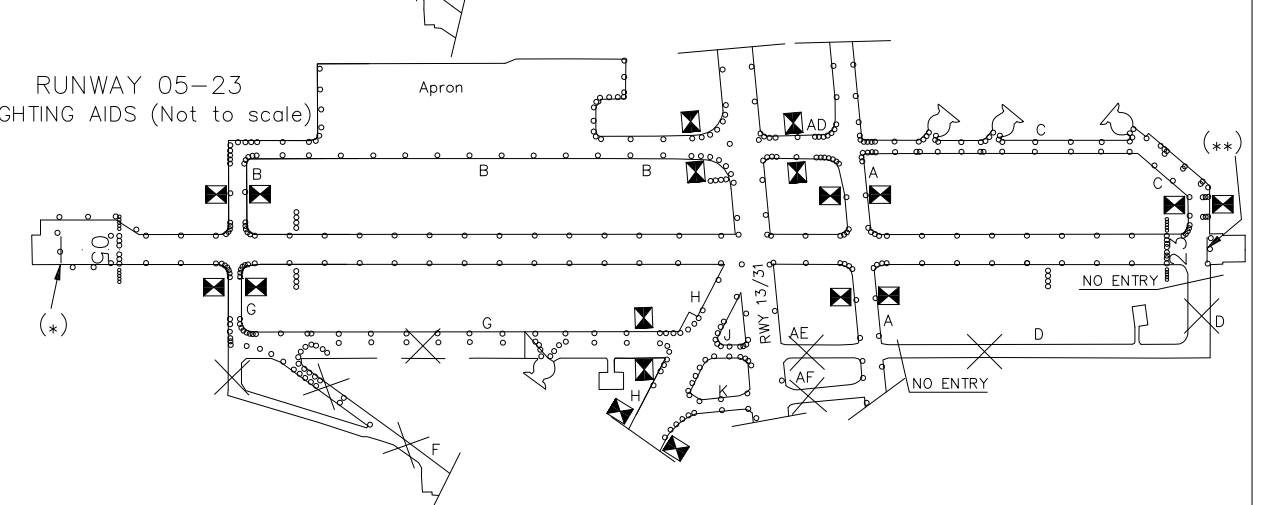 RUNWAY 05-23
GHTING AIDS (Not to scale)
Apron
AD
C
(**)
B
B
B
A
C
05
23
NO ENTRY
(*)
G
G
H
J
RWY 13/31
AE
A
D
D
AF
NO ENTRY
H
K
F